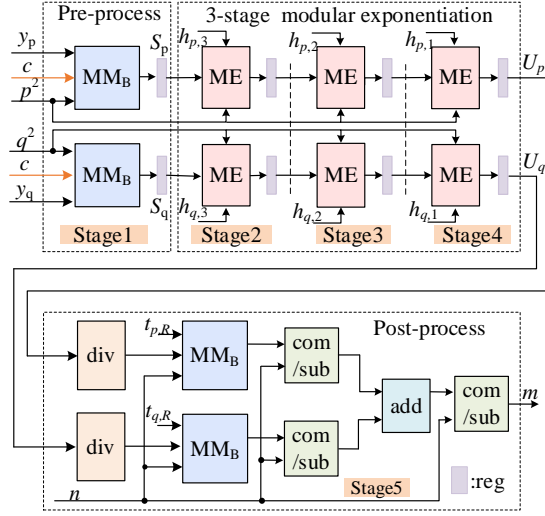 Pre-process
3-stage modular exponentiation
y_p
c
p^2
MM_B
S_p
h_{p,3}
ME
h_{p,2}
ME
h_{p,1}
ME
U_p
q^2
c
y_q
MM_B
S_q
ME
h_{q,3}
ME
h_{q,2}
ME
h_{q,1}
U_q
Stage1
Stage2
Stage3
Stage4
Post-process
div
t_{p,R}
MM_B
com
/sub
div
t_{q,R}
MM_B
com
/sub
add
com
/sub
m
n
Stage5
:reg